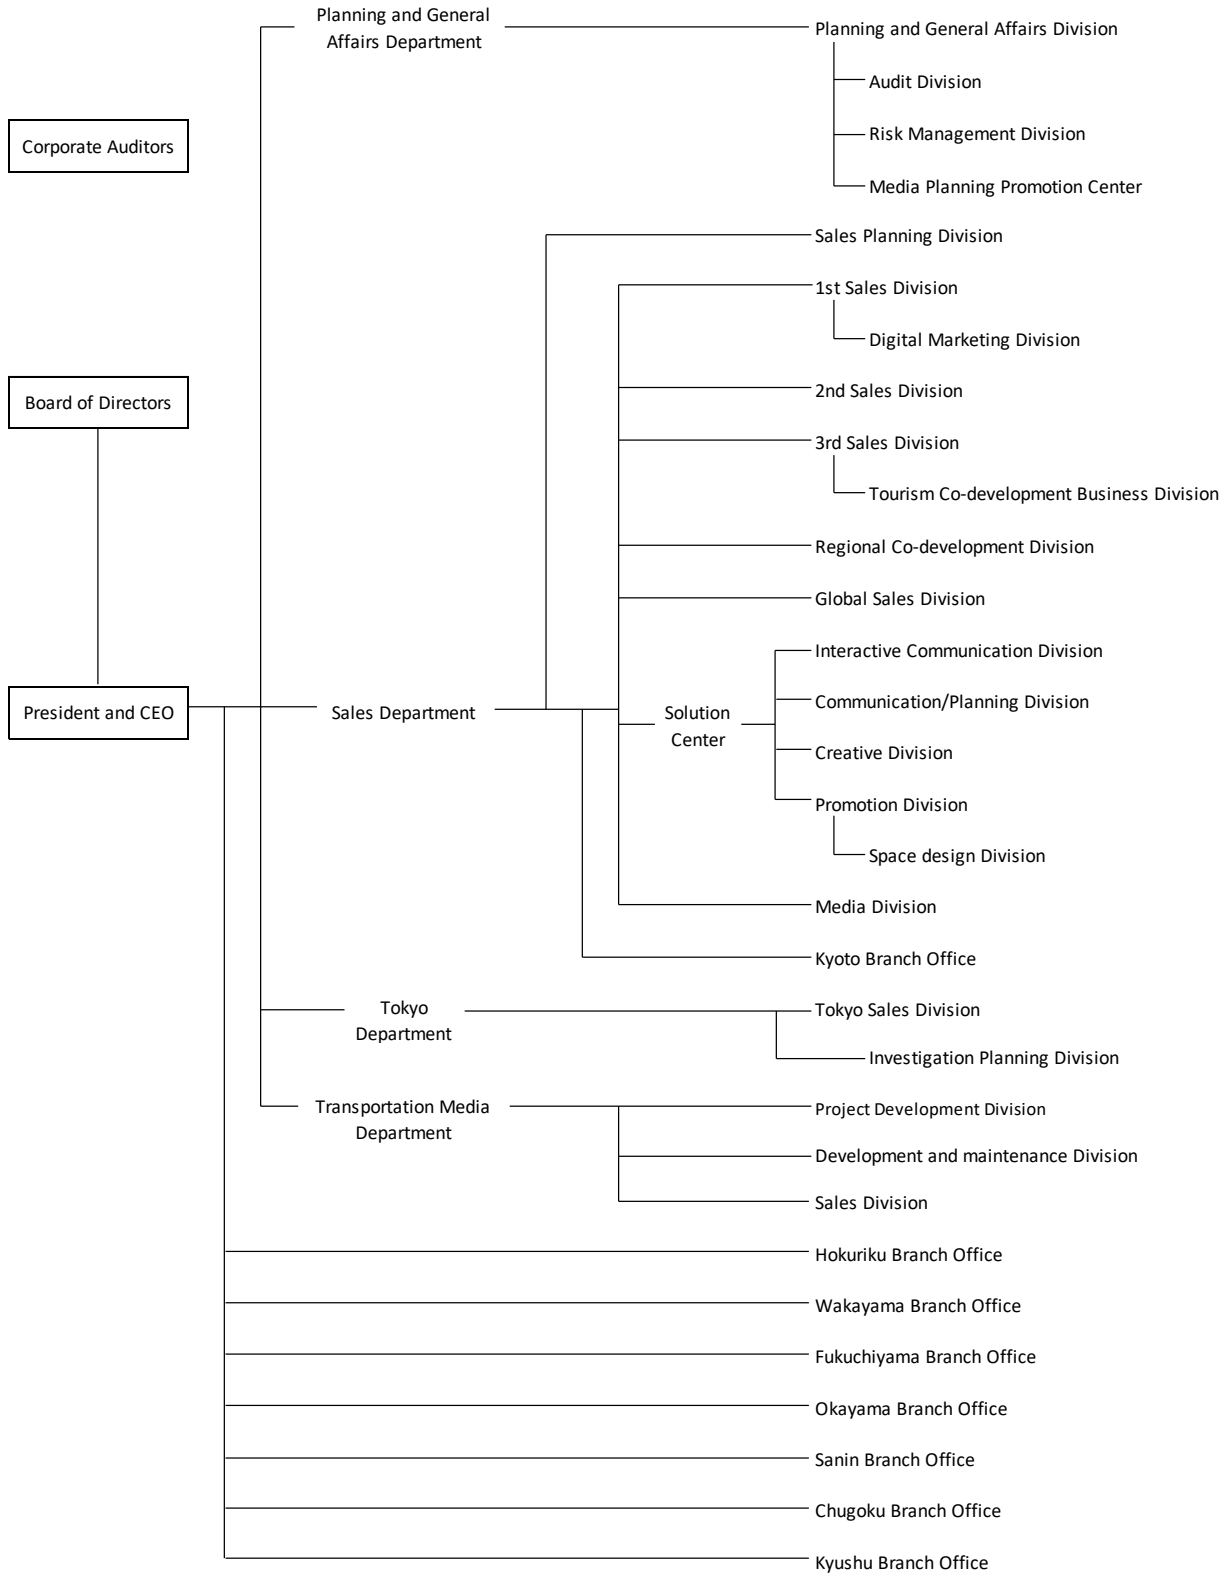 Planning and General
Affairs Department
Planning and General Affairs Division
Audit Division
Corporate Auditors
Risk Management Division
Media Planning Promotion Center
Sales Planning Division
1st Sales Division
Digital Marketing Division
Board of Directors
2nd Sales Division
3rd Sales Division
Tourism Co-development Business Division
Regional Co-development Division
Global Sales Division
Interactive Communication Division
Communication/Planning Division
President and CEO
Sales Department
Solution
Center
Creative Division
Promotion Division
Space design Division
Media Division
Kyoto Branch Office
Tokyo
Department
Tokyo Sales Division
Investigation Planning Division
Transportation Media
Department
Project Development Division
Development and maintenance Division
Sales Division
Hokuriku Branch Office
Wakayama Branch Office
Fukuchiyama Branch Office
Okayama Branch Office
Sanin Branch Office
Chugoku Branch Office
Kyushu Branch Office